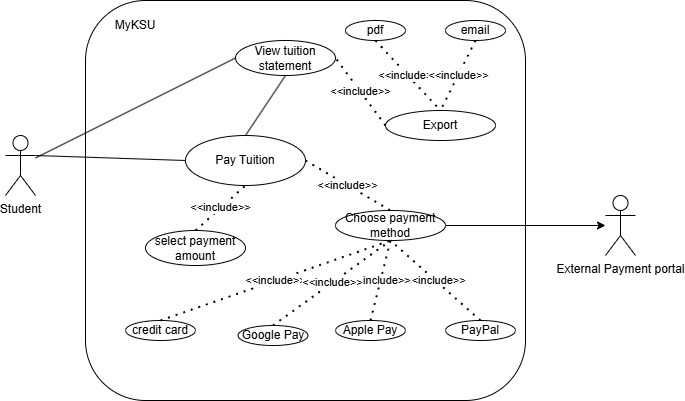 MyKSU
pdf
email
View tuition
statement
<<include>>
<<include>>
<<include>>
Export
Pay Tuition
<<include>>
Student
<<include>>
Choose payment
method
select payment
amount
External Payment portal
<<include>>
<<include>>
include>>
<<include>>
credit card
Google Pay
Apple Pay
PayPal